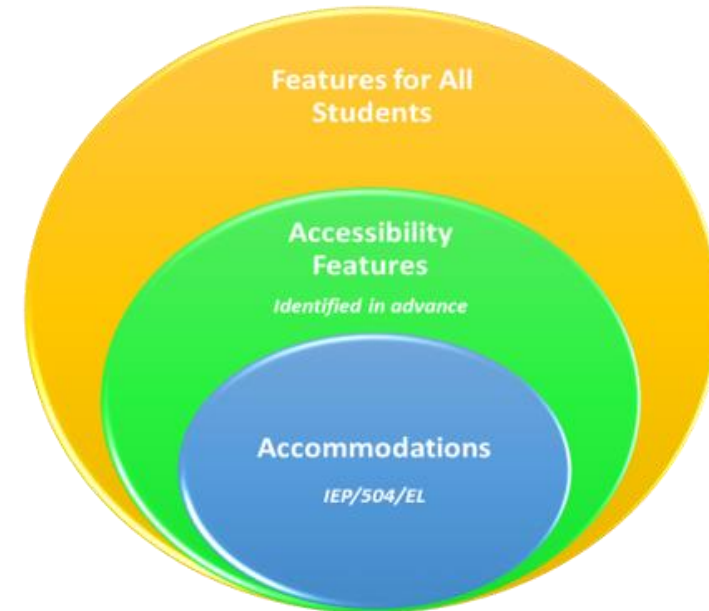 Features for All
Students
Accessibility
Features
Identified in advance
Accommodations
IEP/504/EL